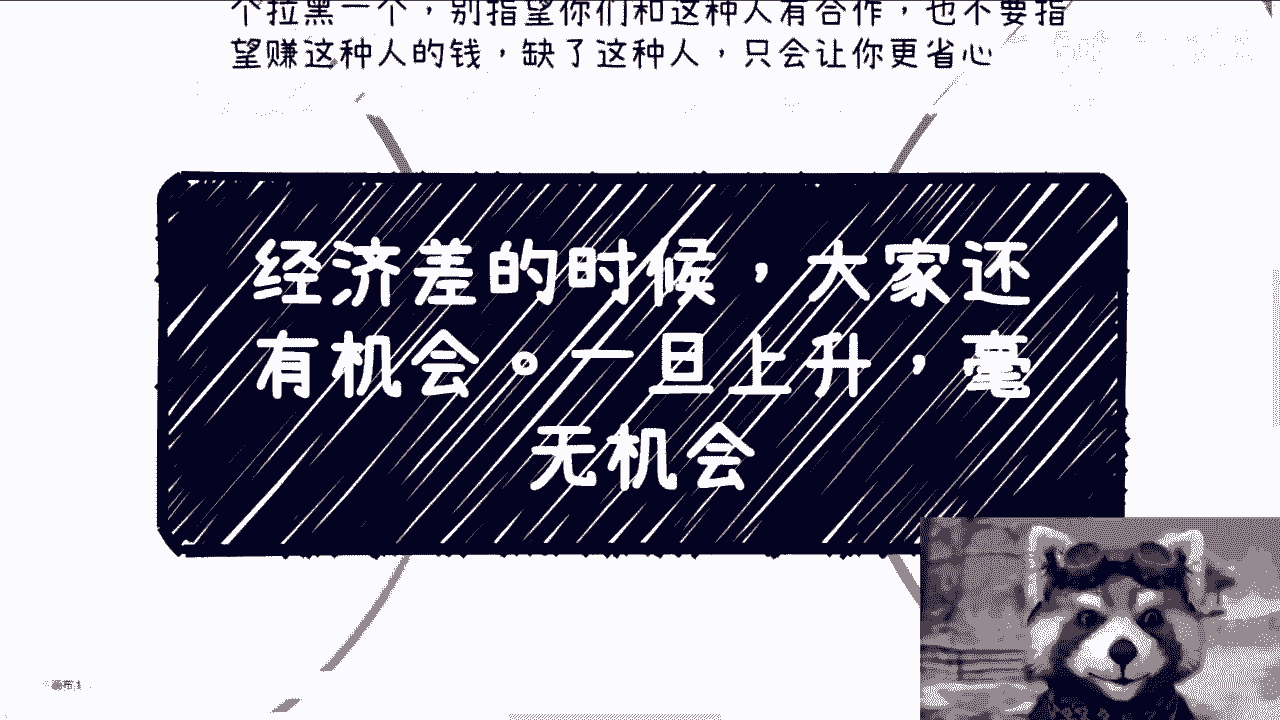 个拉黑一个，别指望你们和这种人有合作，也不要指
望赚这种人的钱，缺了这种人，只会让你更省心
经济差的时候，大家还
有机会。一旦上升，毫
无机会
画布1